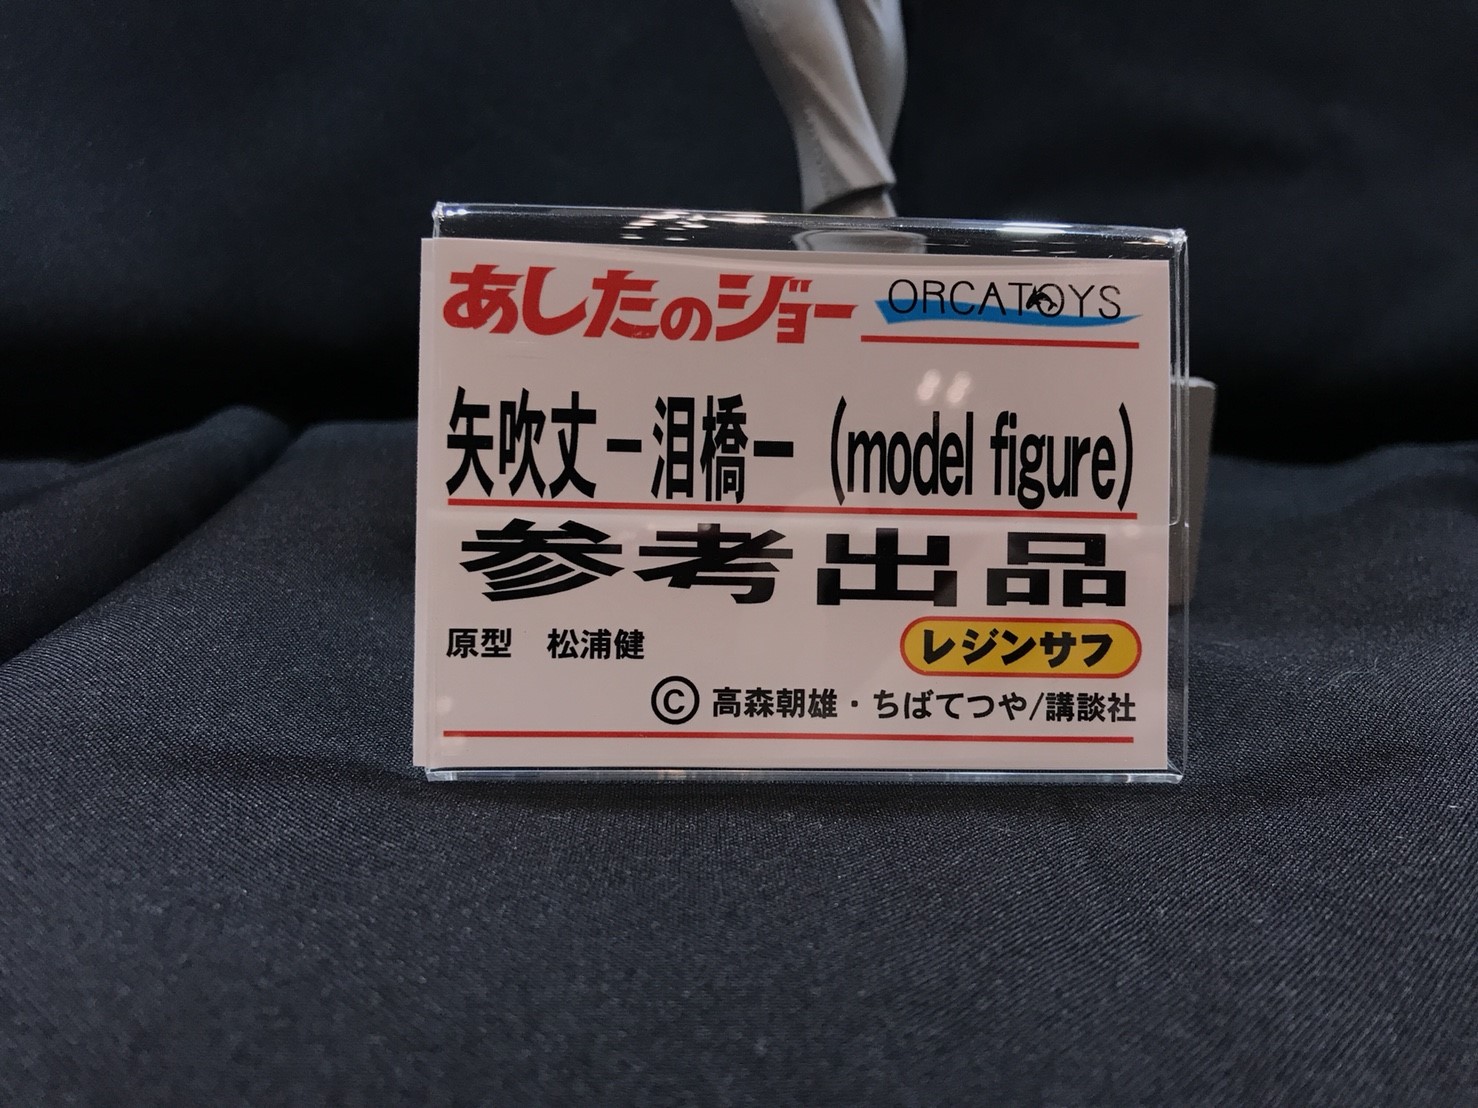 あしたのジョー ORCATOYS
矢吹丈－泪橋－（model figure）
参考出品
原型　松浦健
レジンサフ
Ⓒ 高森朝雄・ちばてつや/講談社